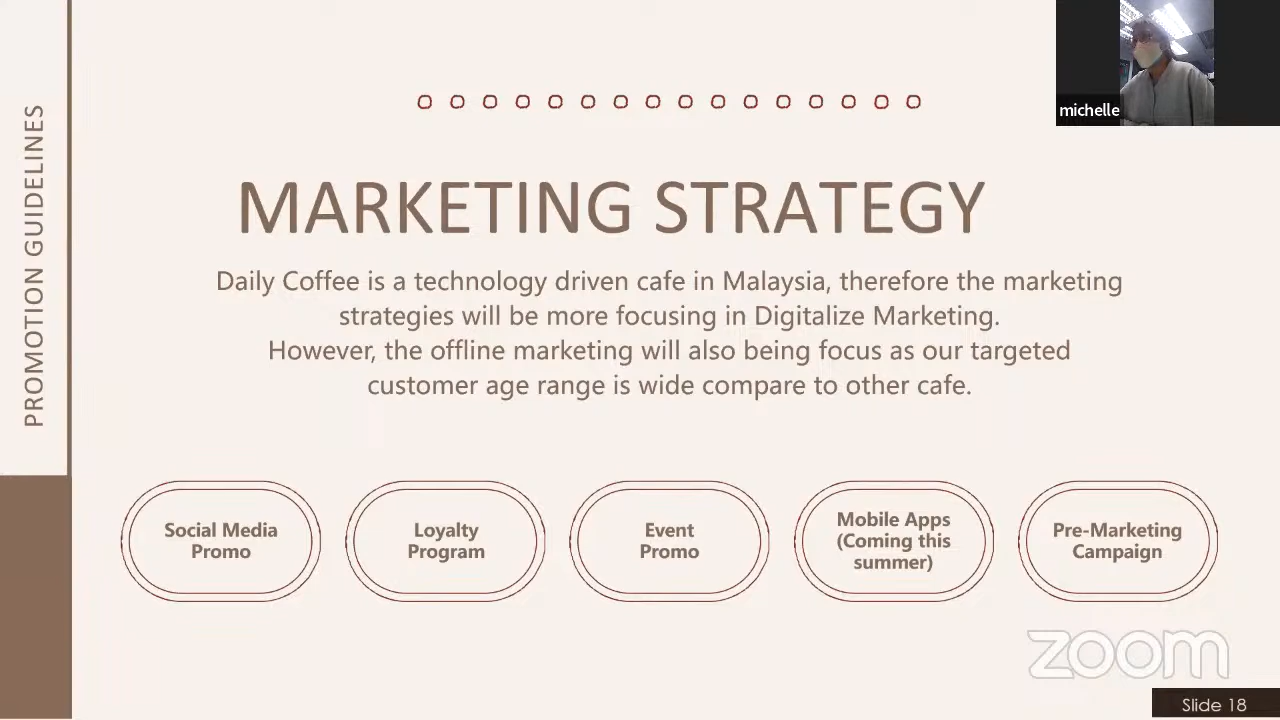 PROMOTION GUIDELINES
michelle
MARKETING STRATEGY
Daily Coffee is a technology driven cafe in Malaysia, therefore the marketing
strategies will be more focusing in Digitalize Marketing.
However, the offline marketing will also being focus as our targeted
customer age range is wide compare to other cafe.
Social Media
Promo
Loyalty
Program
Event
Promo
Mobile Apps
(Coming this
summer)
Pre-Marketing
Campaign
zoom
Slide 18